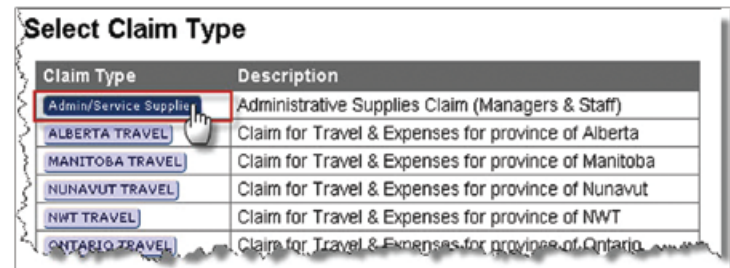 Select Claim Type
Claim Type Description
Admin/Service Supplie Administrative Supplies Claim (Managers & Staff)
ALBERTA TRAVEL Claim for Travel & Expenses for province of Alberta
MANITOBA TRAVEL Claim for Travel & Expenses for province of Manitoba
NUNAVUT TRAVEL Claim for Travel & Expenses for province of Nunavut
NWT TRAVEL Claim for Travel & Expenses for province of NWT
ONTARIO TRAVEL Claim for Travel & Expenses for province of Ontario